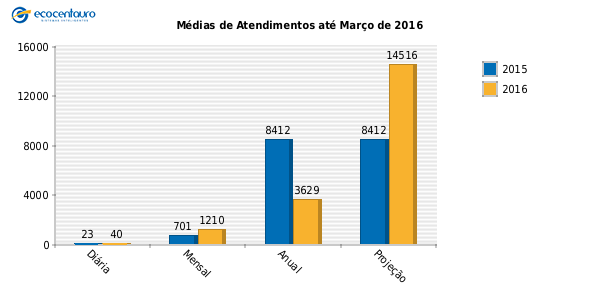 ecocentauro
Médias de Atendimentos até Março de 2016
16000
12000
8000
4000
0
23
40
701
1210
8412
3629
8412
14516
Diária
Mensal
Anual
Projeção
2015
2016